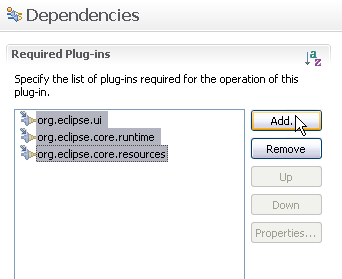 Dependencies
Required Plug-ins
Specify the list of plug-ins required for the operation of this
plug-in.
org.eclipse.ui
org.eclipse.core.runtime
org.eclipse.core.resources
Add...
Remove
Up
Down
Properties...